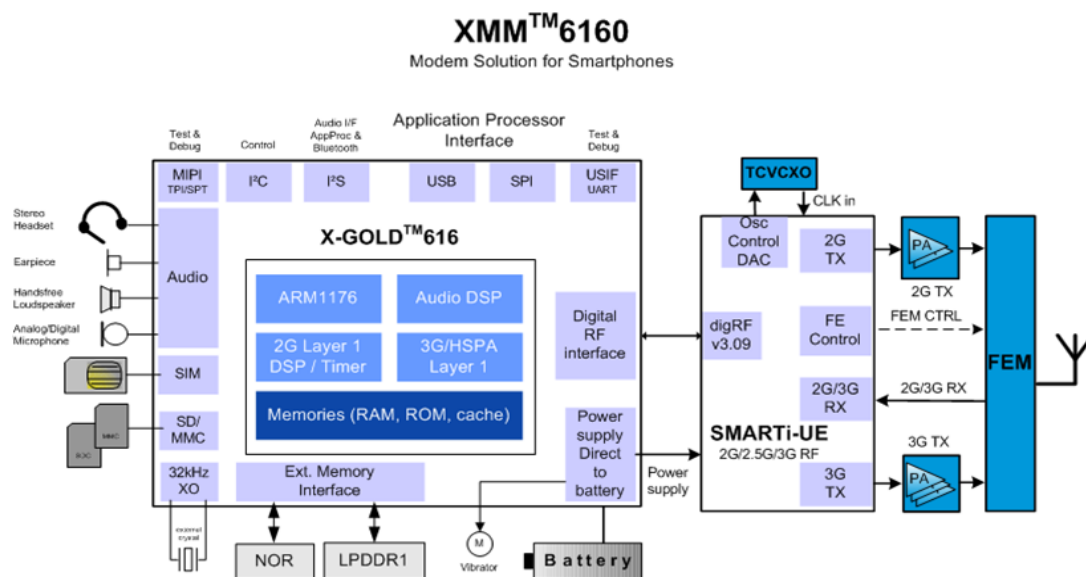 XMM™6160
Modem Solution for Smartphones
Test &
Debug
Control
Audio I/F
AppProc &
Bluetooth
Application Processor
Interface
Test &
Debug
MIPI
TPI/SPT
I²C
I²S
USB
SPI
USIF
UART
TCVCXO
CLK in
Stereo
Headset
Earpiece
Handsfree
Loudspeaker
Analog/Digital
Microphone
Audio
SIM
SD/
MMC
MMC
32kHz
XO
external
crystal
X-GOLD™616
ARM1176
Audio DSP
2G Layer 1
DSP / Timer
3G/HSPA
Layer 1
Memories (RAM, ROM, cache)
Ext. Memory
Interface
NOR
LPDDR1
Digital
RF
interface
Power
supply
Direct
to
battery
M
Vibrator
Battery
Power
supply
Osc
Control
DAC
2G
TX
digRF
v3.09
FE
Control
2G/3G
RX
SMARTi-UE
2G/2.5G/3G RF
3G
TX
PA
2G TX
FEM CTRL
2G/3G RX
3G TX
PA
FEM